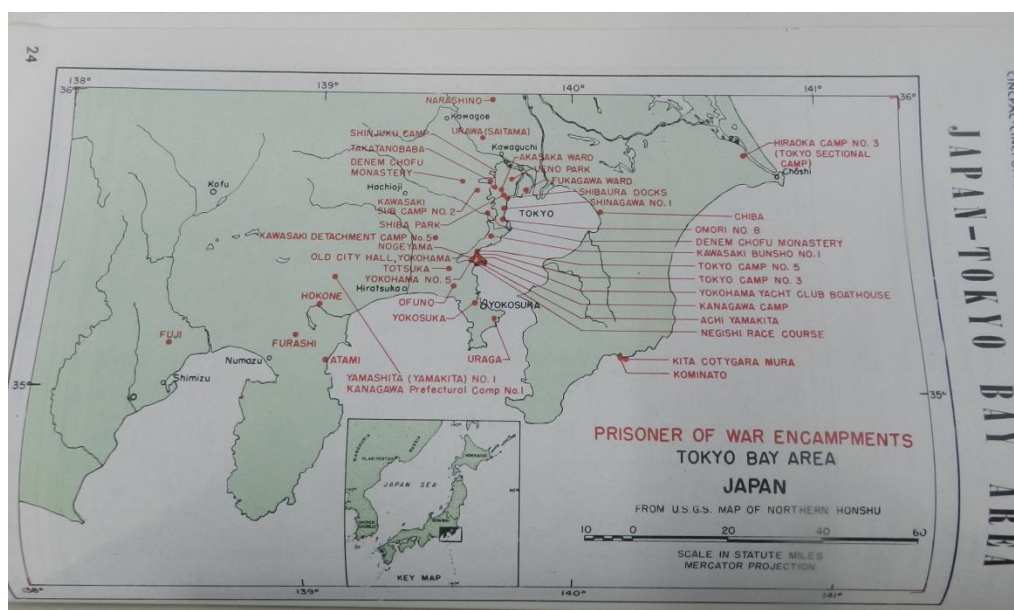 24
138°
139°
140°
141°
36°
36°
NARASHINO
Kawagoe
SHINJUKU CAMP
URAWA (SAITAMA)
TAKATANOBABA
Kawaguchi
AKASAKA WARD
UENO PARK
HIRAOKA CAMP NO. 3
(TOKYO SECTIONAL
CAMP)
Chōshi
DENEM CHOFU
MONASTERY
FUKAGAWA WARD
Kofu
Hachioji
SHIBAURA DOCKS
KAWASAKI
SUB CAMP NO. 2
SHINAGAWA NO. 1
TOKYO
CHIBA
SHIBA PARK
OMORI NO. 8
KAWASAKI DETACHMENT CAMP No. 5
DENEM CHOFU MONASTERY
NOGEYAMA
KAWASAKI BUNSHO NO. 1
OLD CITY HALL, YOKOHAMA
TOKYO CAMP NO. 5
TOTSUKA
YOKOHAMA NO. 5
TOKYO CAMP NO. 3
Hiratsuka
YOKOHAMA YACHT CLUB BOATHOUSE
HOKONE
OFUNO
YOKOSUKA
KANAGAWA CAMP
YOKOSUKA
ACHI YAMAKITA
NEGISHI RACE COURSE
FUJI
FURASHI
URAGA
Numazu
ATAMI
KITA COTYGARA MURA
KOMINATO
Shimizu
YAMASHITA (YAMAKITA) NO. 1
KANAGAWA Prefectural Camp No. 1
35°
35°
PRISONER OF WAR ENCAMPMENTS
TOKYO BAY AREA
JAPAN
FROM U.S.G.S. MAP OF NORTHERN HONSHU
10 0 20 40 60
SCALE IN STATUTE MILES
MERCATOR PROJECTION
JAPAN SEA
HOKKAIDO
KEY MAP
138°
139°
140°
141°
JAPAN-TOKYO BAY AREA